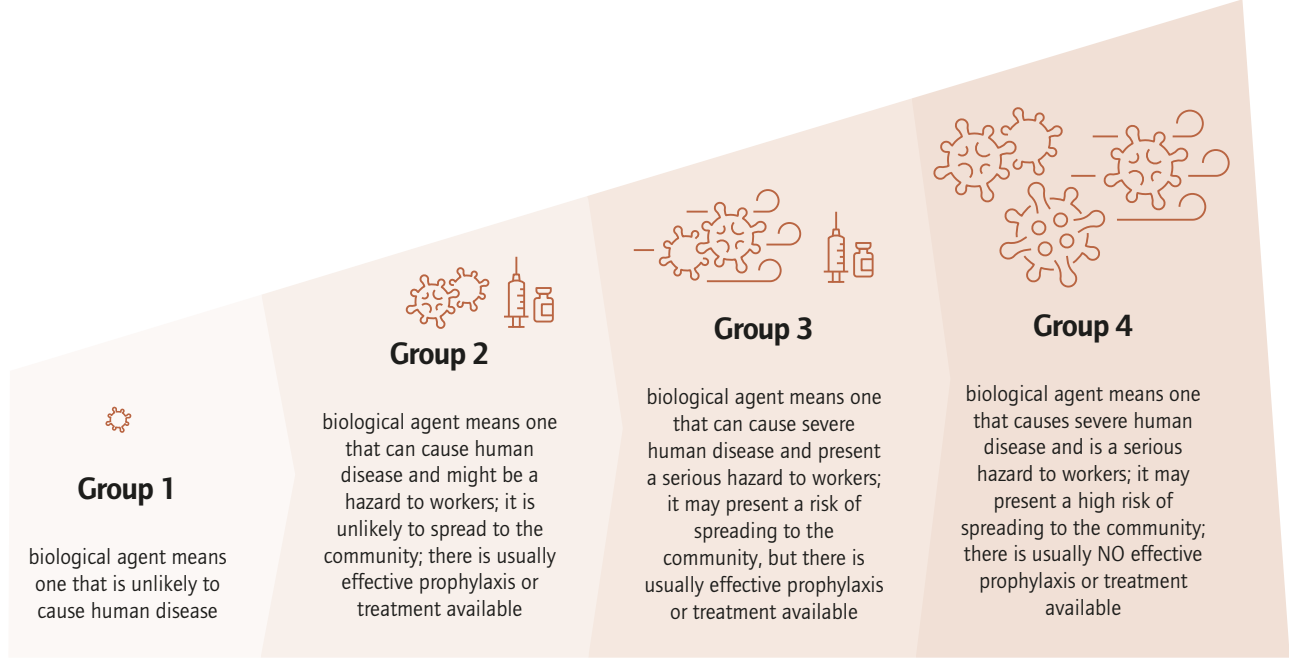 Group 1
biological agent means
one that is unlikely to
cause human disease
Group 2
biological agent means one
that can cause human
disease and might be a
hazard to workers; it is
unlikely to spread to the
community; there is usually
effective prophylaxis or
treatment available
Group 3
biological agent means one
that can cause severe
human disease and present
a serious hazard to workers;
it may present a risk of
spreading to the
community, but there is
usually effective prophylaxis
or treatment available
Group 4
biological agent means one
that causes severe human
disease and is a serious
hazard to workers; it may
present a high risk of
spreading to the community;
there is usually NO effective
prophylaxis or treatment
available